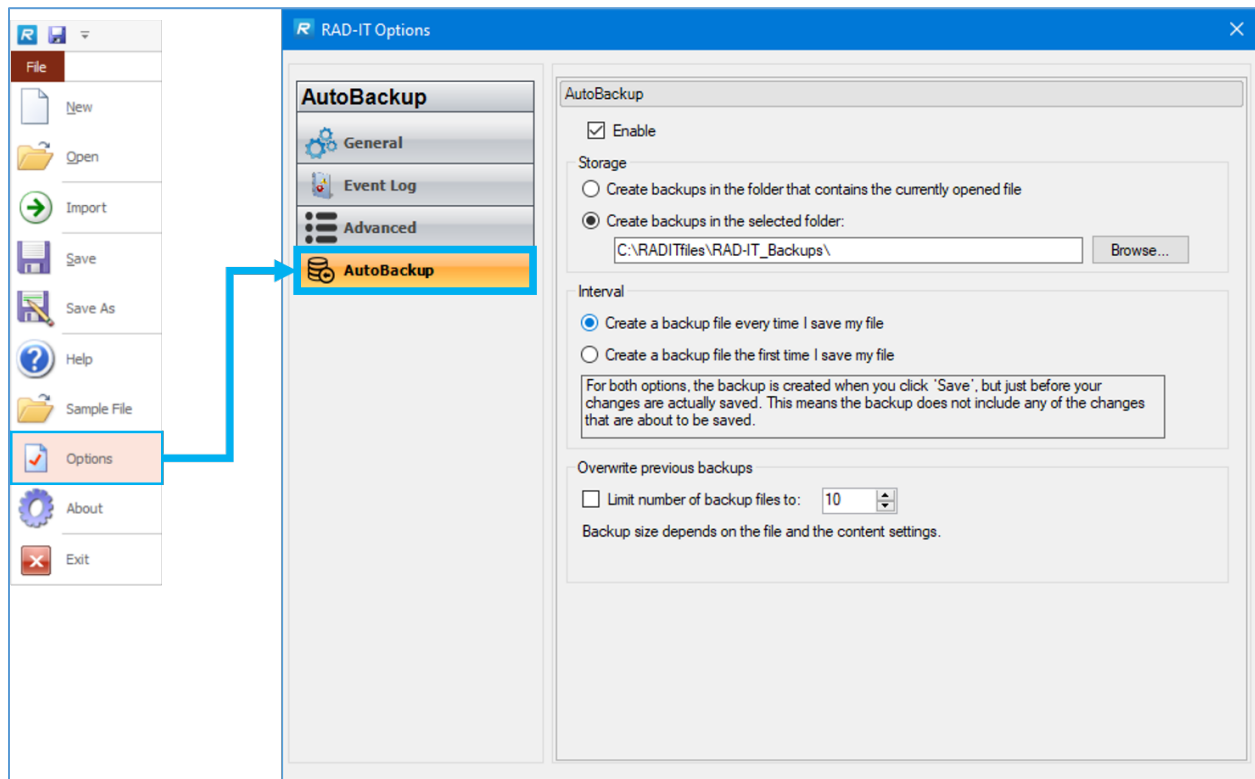 R
File
New
Open
Import
Save
Save As
Help
Sample File
Options
About
Exit
R RAD-IT Options
AutoBackup
General
Event Log
Advanced
AutoBackup
AutoBackup
Enable
Storage
Create backups in the folder that contains the currently opened file
Create backups in the selected folder:
C:\RADITfiles\RAD-IT_Backups\
Browse...
Interval
Create a backup file every time I save my file
Create a backup file the first time I save my file
For both options, the backup is created when you click 'Save', but just before your
changes are actually saved. This means the backup does not include any of the changes
that are about to be saved.
Overwrite previous backups
Limit number of backup files to: 10
Backup size depends on the file and the content settings.